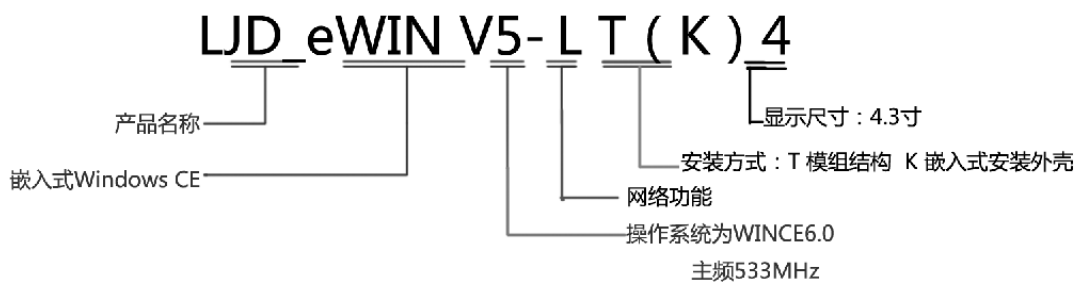 LJD_eWIN V5-L T(K)_4
产品名称
显示尺寸：4.3寸
安装方式：T 模组结构 K 嵌入式安装外壳
嵌入式Windows CE
网络功能
操作系统为WINCE6.0
主频533MHz